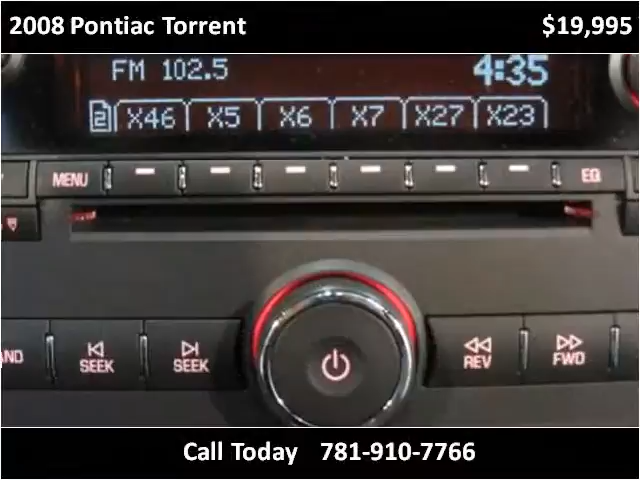 2008 Pontiac Torrent $19,995
FM 102.5 4:35
2 X46 X5 X6 X7 X27 X23
MENU EQ
SEEK SEEK REV FWD
Call Today 781-910-7766